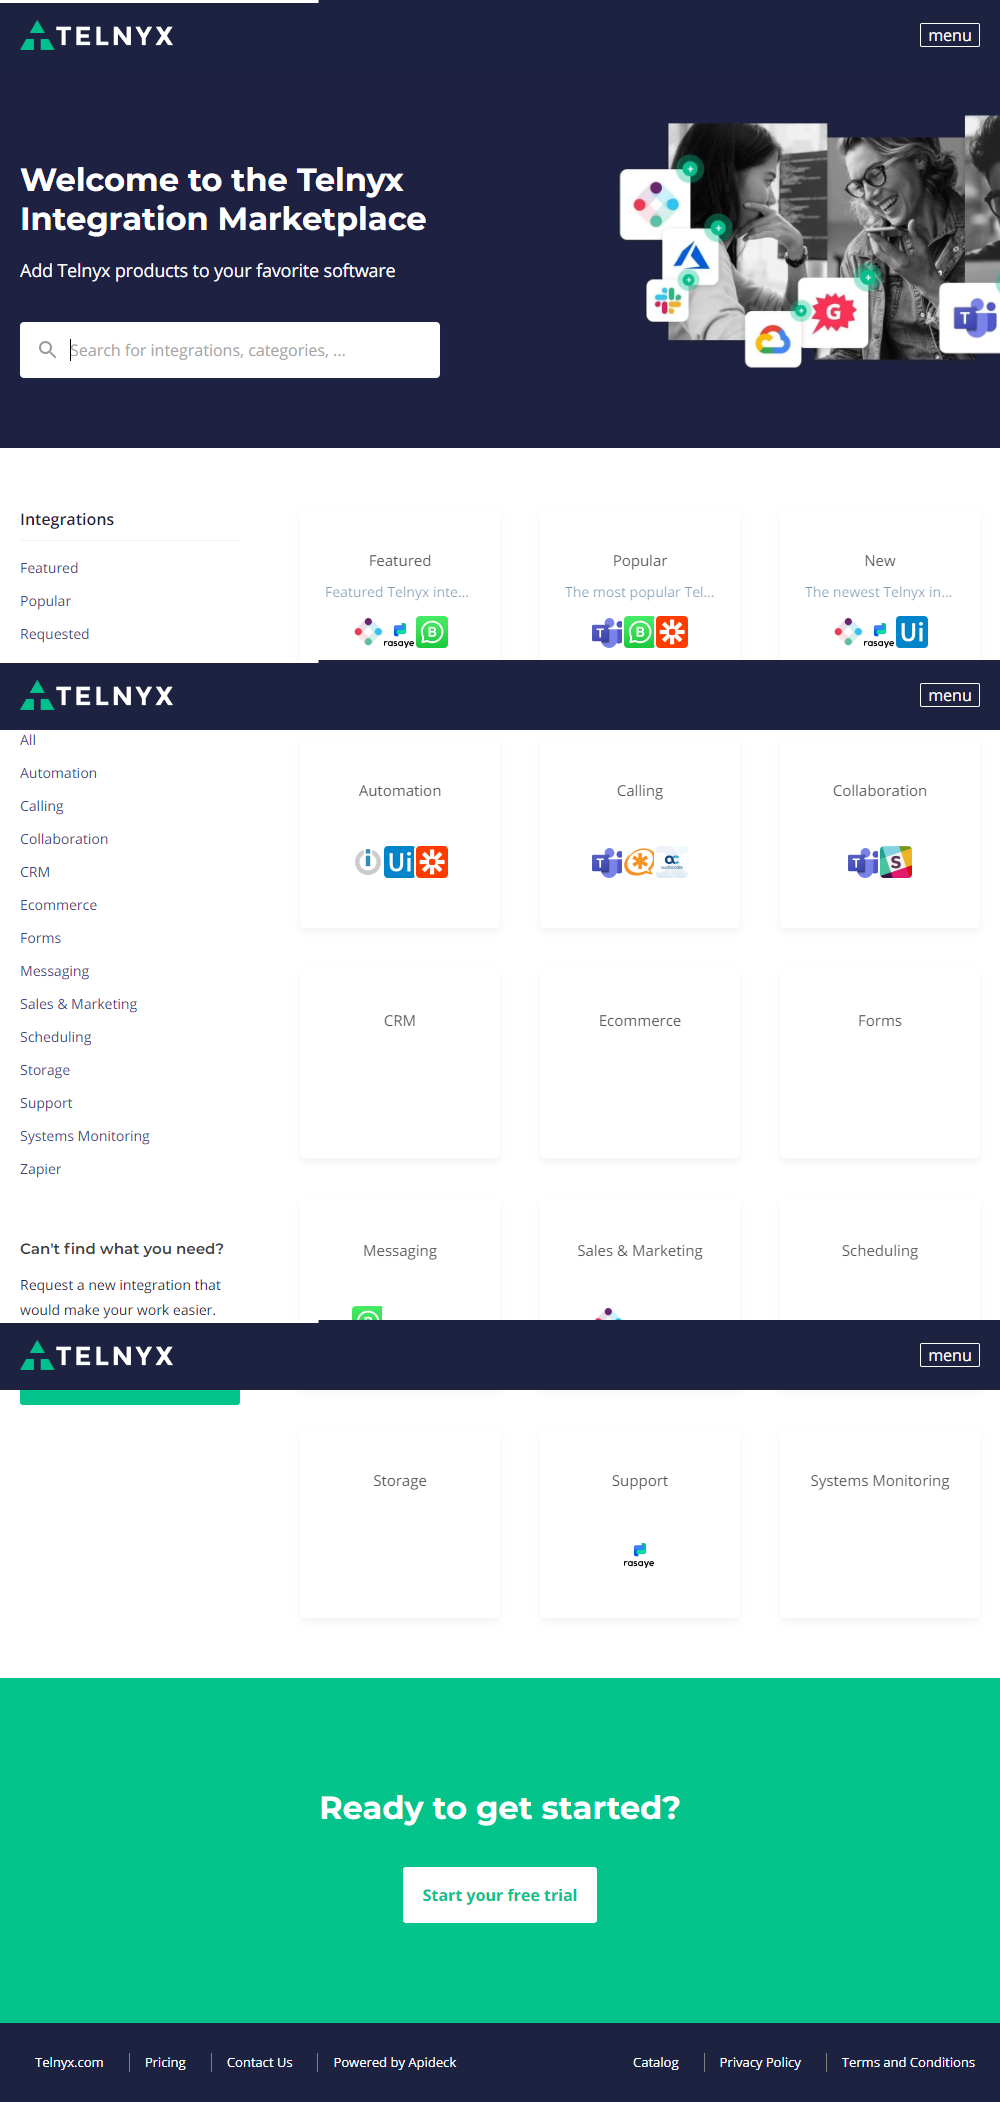 TELNYX
menu
Welcome to the Telnyx
Integration Marketplace
Add Telnyx products to your favorite software
Search for integrations, categories, ...
Integrations
Featured
Popular
Requested
Featured
Featured Telnyx inte...
rasaye
Popular
The most popular Tel...
New
The newest Telnyx in...
rasaye
Ui
TELNYX
menu
All
Automation
Calling
Collaboration
CRM
Ecommerce
Forms
Messaging
Sales & Marketing
Scheduling
Storage
Support
Systems Monitoring
Zapier
Can't find what you need?
Request a new integration that
would make your work easier.
Automation
Ui
Calling
Collaboration
CRM
Ecommerce
Forms
Messaging
Sales & Marketing
Scheduling
TELNYX
menu
Storage
Support
rasaye
Systems Monitoring
Ready to get started?
Start your free trial
Telnyx.com
Pricing
Contact Us
Powered by Apideck
Catalog
Privacy Policy
Terms and Conditions